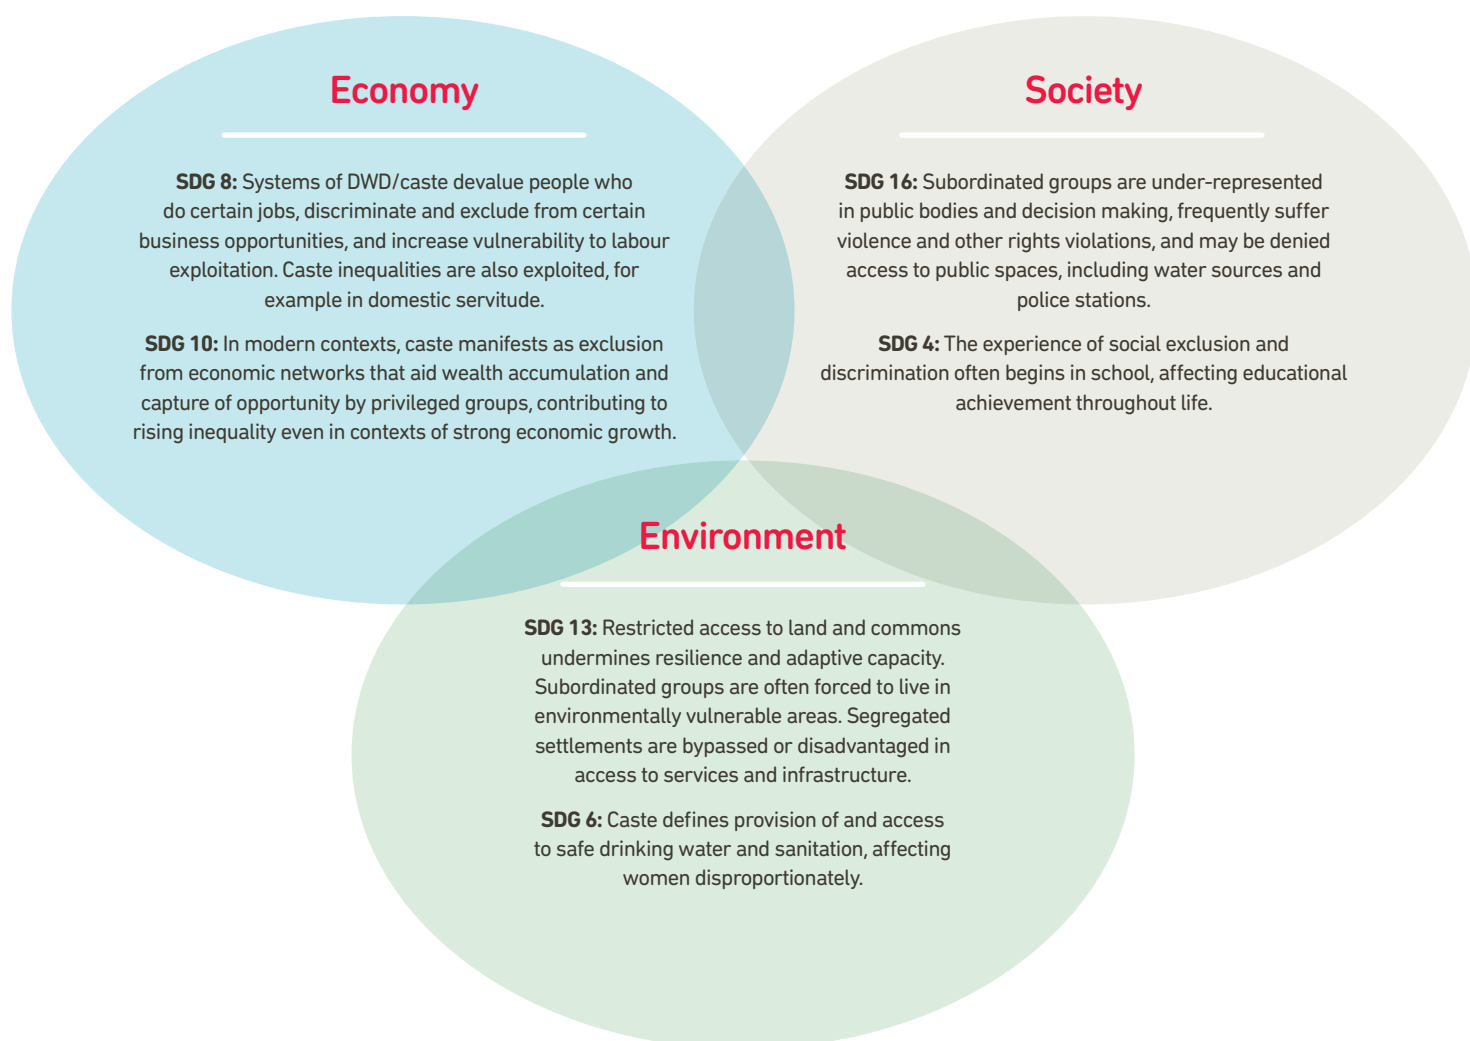 Economy
SDG 8: Systems of DWD/caste devalue people who
do certain jobs, discriminate and exclude from certain
business opportunities, and increase vulnerability to labour
exploitation. Caste inequalities are also exploited, for
example in domestic servitude.
SDG 10: In modern contexts, caste manifests as exclusion
from economic networks that aid wealth accumulation and
capture of opportunity by privileged groups, contributing to
rising inequality even in contexts of strong economic growth.
Society
SDG 16: Subordinated groups are under-represented
in public bodies and decision making, frequently suffer
violence and other rights violations, and may be denied
access to public spaces, including water sources and
police stations.
SDG 4: The experience of social exclusion and
discrimination often begins in school, affecting educational
achievement throughout life.
Environment
SDG 13: Restricted access to land and commons
undermines resilience and adaptive capacity.
Subordinated groups are often forced to live in
environmentally vulnerable areas. Segregated
settlements are bypassed or disadvantaged in
access to services and infrastructure.
SDG 6: Caste defines provision of and access
to safe drinking water and sanitation, affecting
women disproportionately.